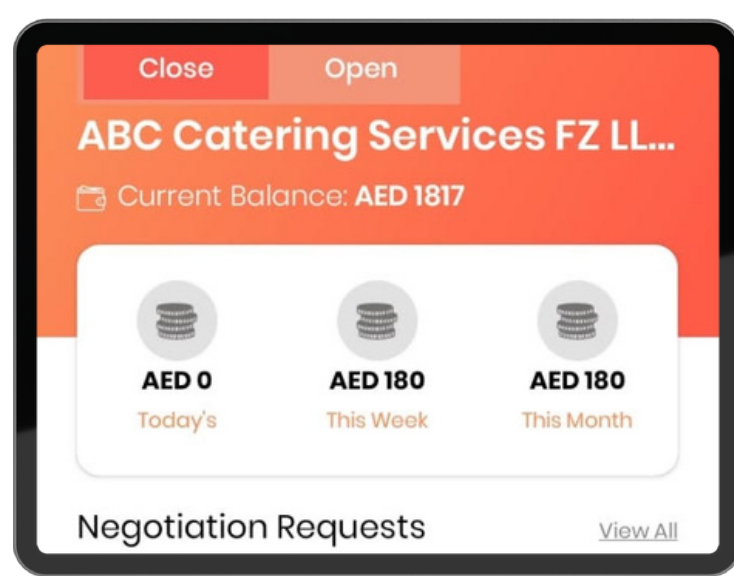 Close Open
ABC Catering Services FZ LL...
Current Balance: AED 1817
AED 0 AED 180 AED 180
Today's This Week This Month
Negotiation Requests View All